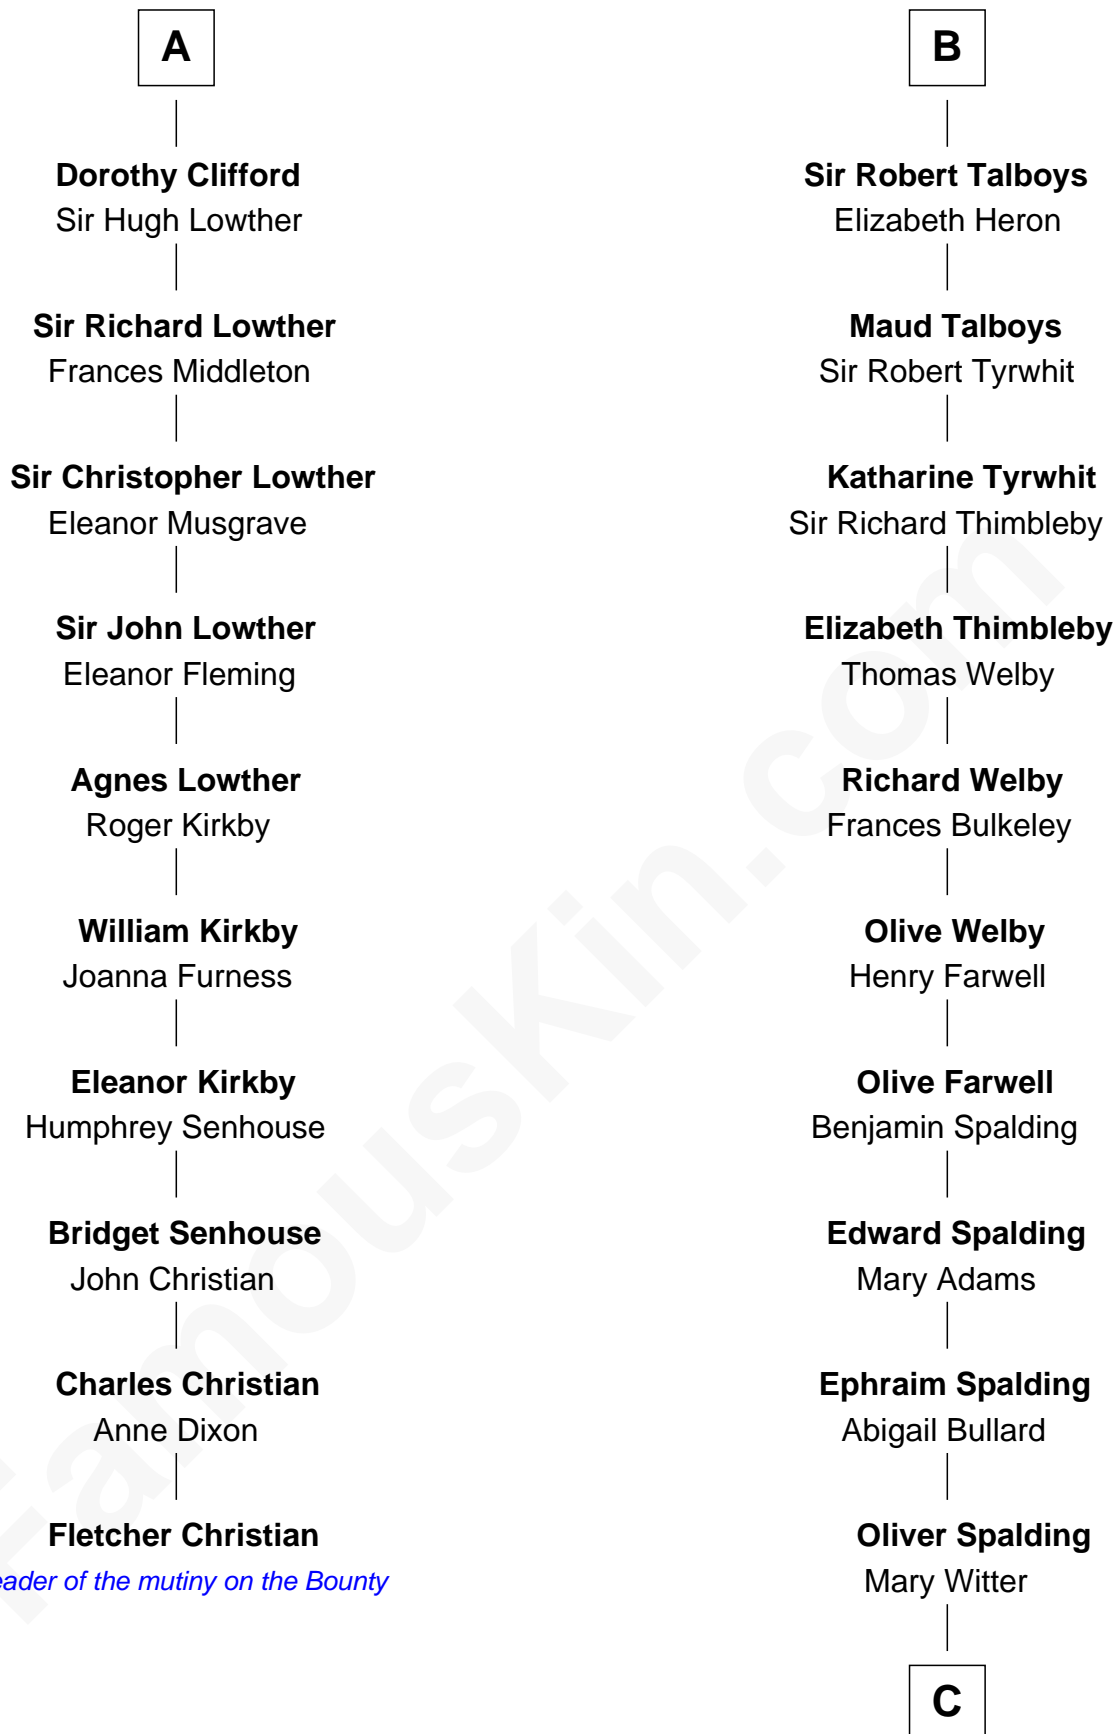 A
Dorothy Clifford
Sir Hugh Lowther
Sir Richard Lowther
Frances Middleton
Sir Christopher Lowther
Eleanor Musgrave
Sir John Lowther
Eleanor Fleming
Agnes Lowther
Roger Kirkby
William Kirkby
Joanna Furness
Eleanor Kirkby
Humphrey Senhouse
Bridget Senhouse
John Christian
Charles Christian
Anne Dixon
Fletcher Christian
eader of the mutiny on the Bounty
B
Sir Robert Talboys
Elizabeth Heron
Maud Talboys
Sir Robert Tyrwhit
Katharine Tyrwhit
Sir Richard Thimbleby
Elizabeth Thimbleby
Thomas Welby
Richard Welby
Frances Bulkeley
Olive Welby
Henry Farwell
Olive Farwell
Benjamin Spalding
Edward Spalding
Mary Adams
Ephraim Spalding
Abigail Bullard
Oliver Spalding
Mary Witter
C
FamousKin.com